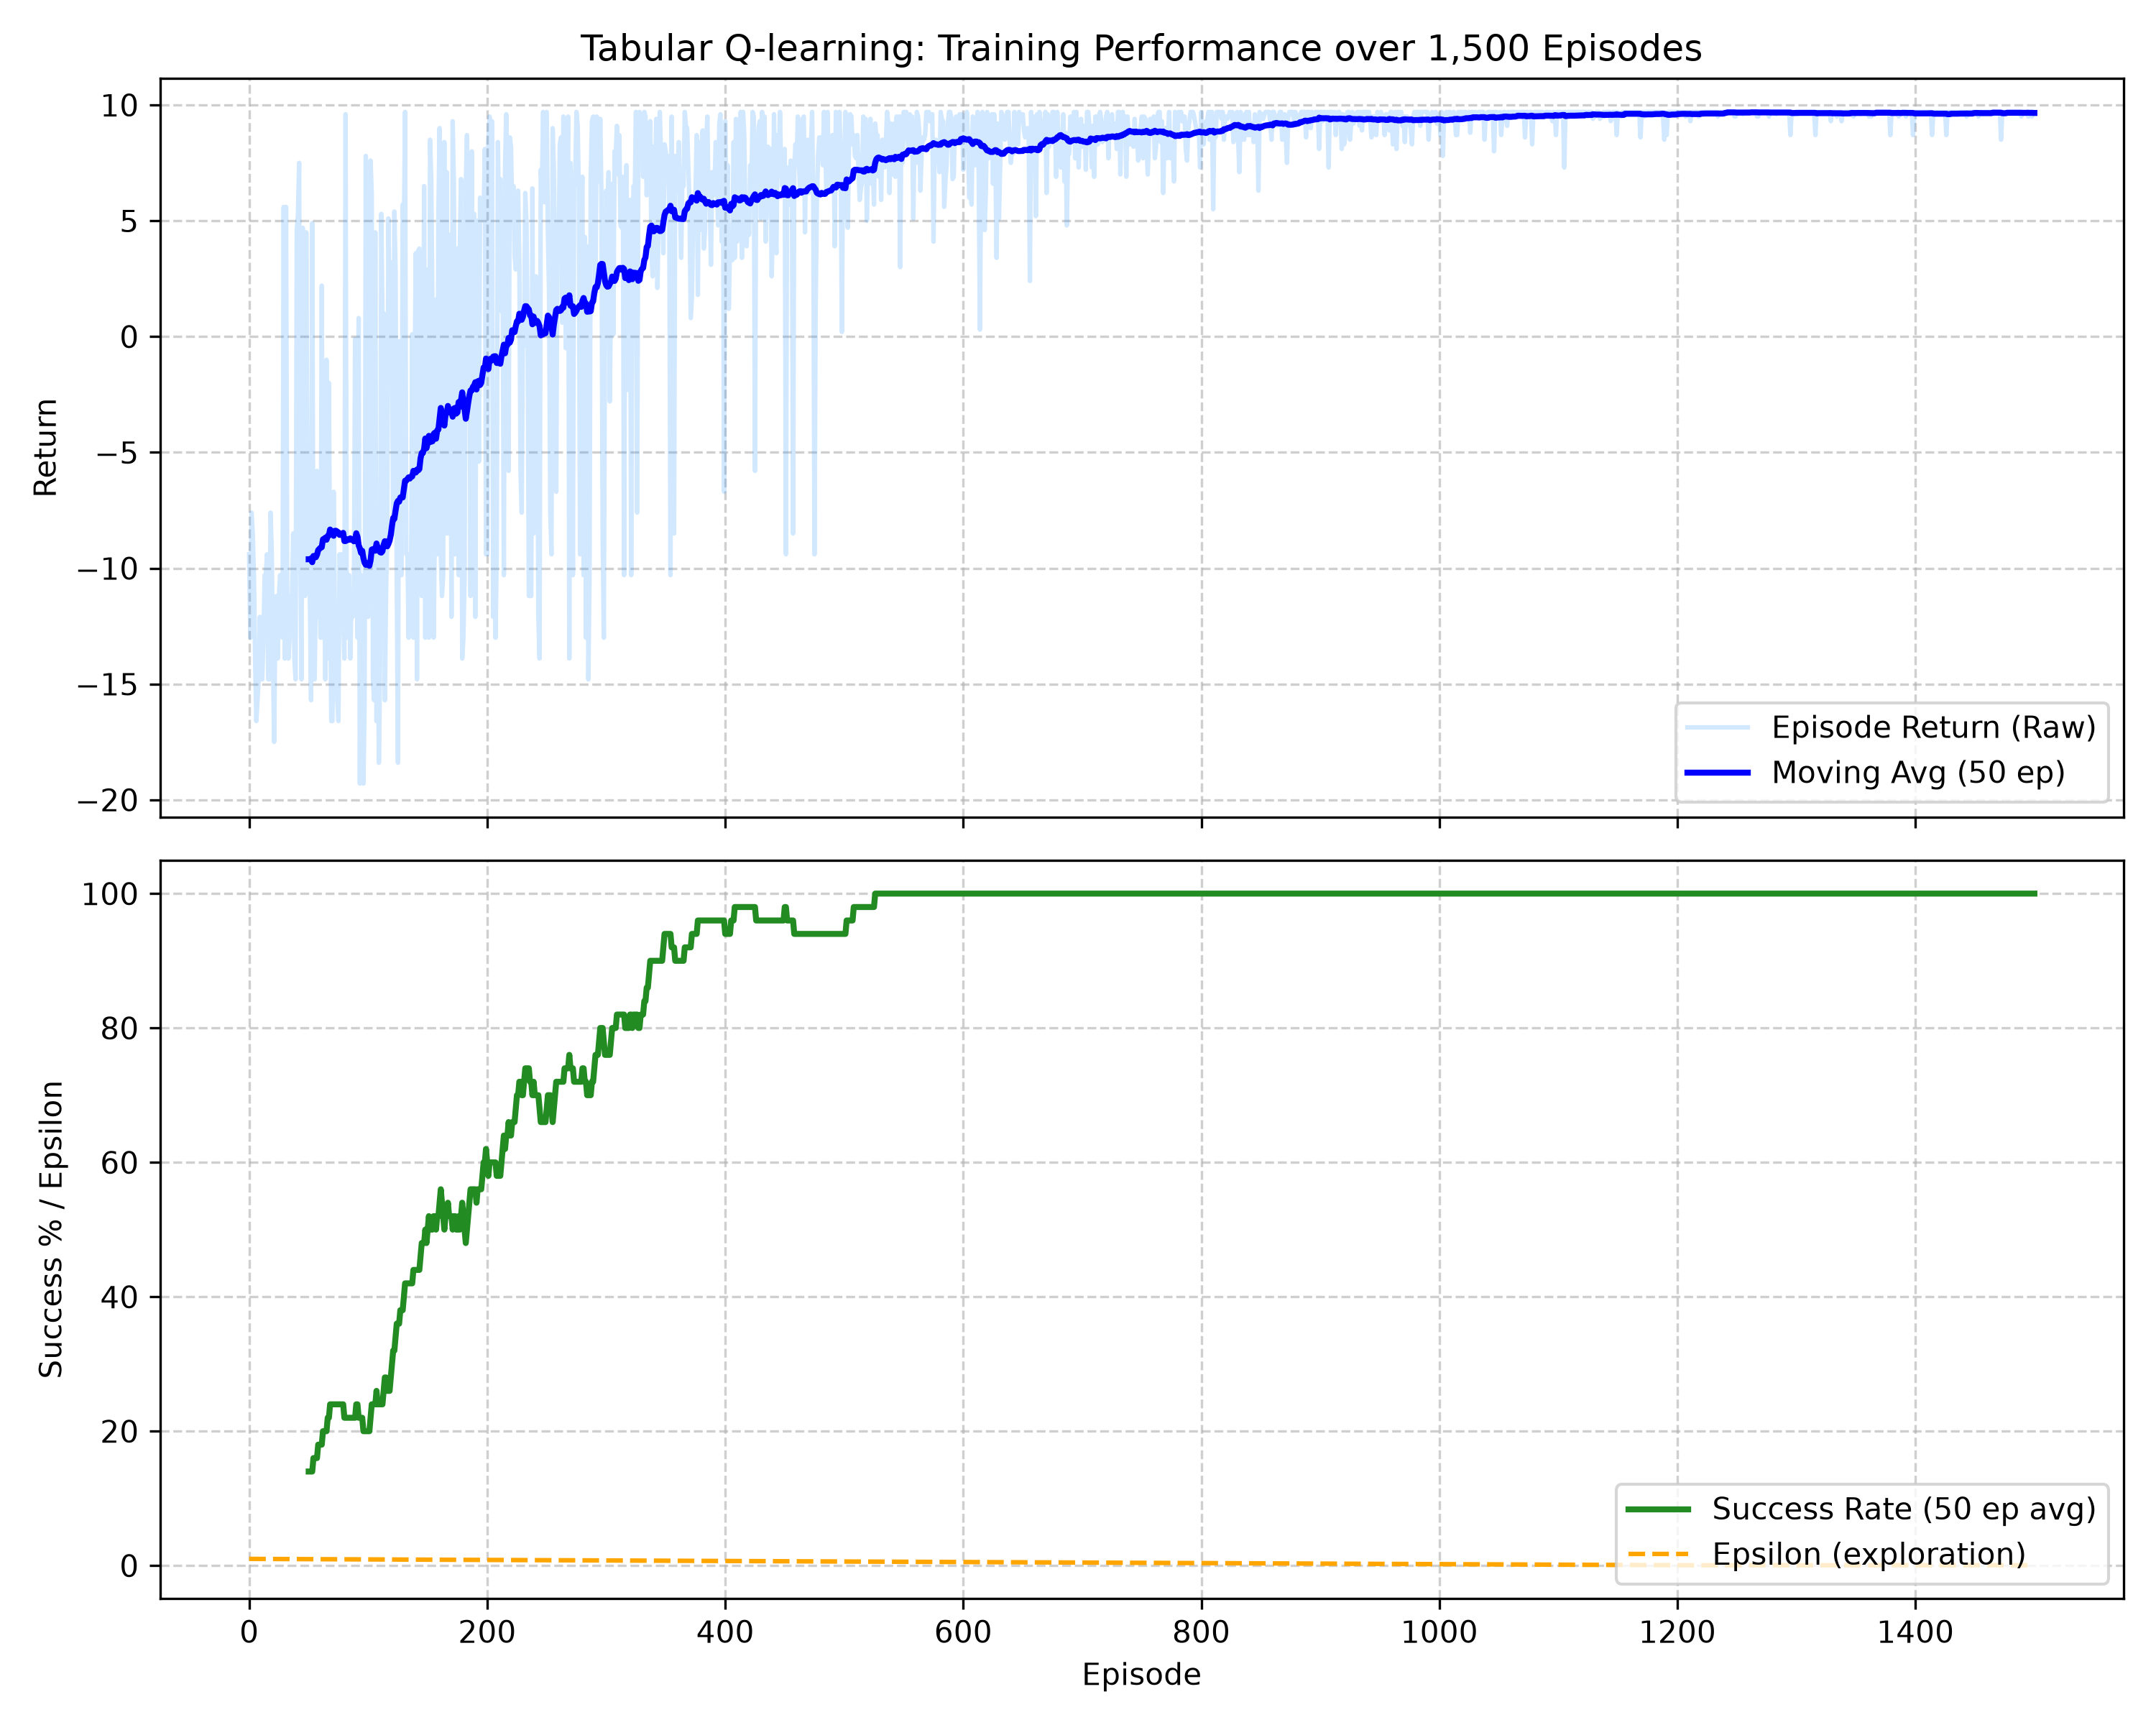 Tabular Q-learning: Training Performance over 1,500 Episodes
10
5
0
−5
−10
−15
−20
Return
Episode Return (Raw)
Moving Avg (50 ep)
100
80
60
40
20
0
Success % / Epsilon
Success Rate (50 ep avg)
Epsilon (exploration)
0 200 400 600 800 1000 1200 1400
Episode